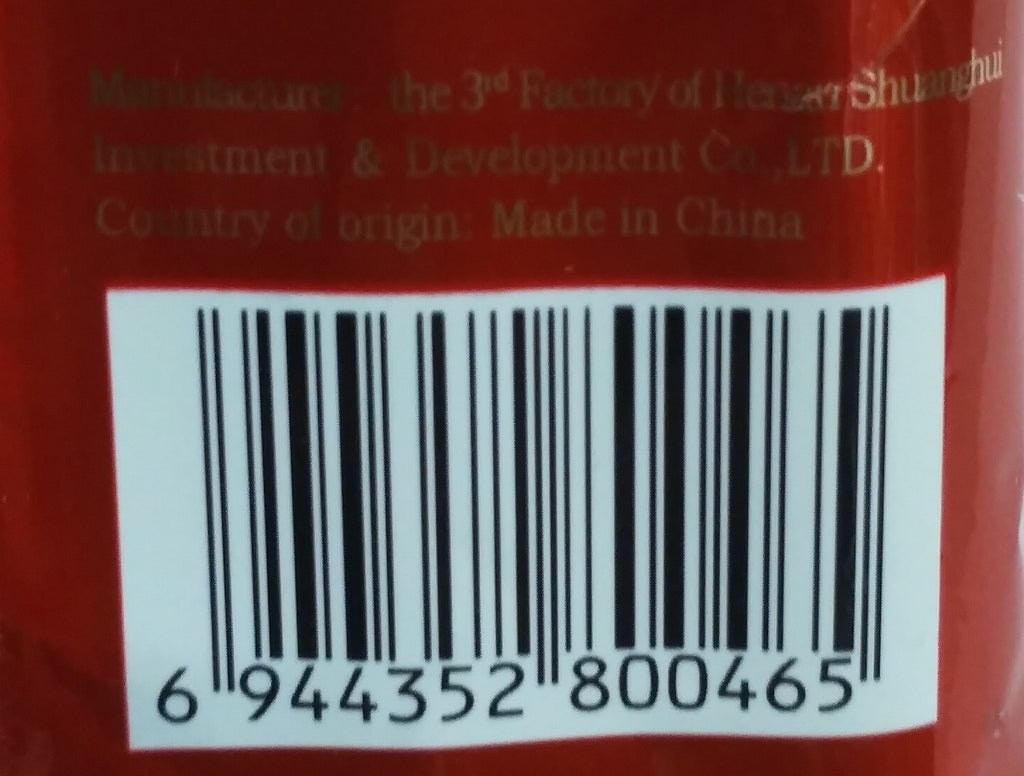 Manufacturer: the 3rd Factory of Henan Shuanghui
Investment & Development Co.,LTD.
Country of origin: Made in China
6 944352 800465